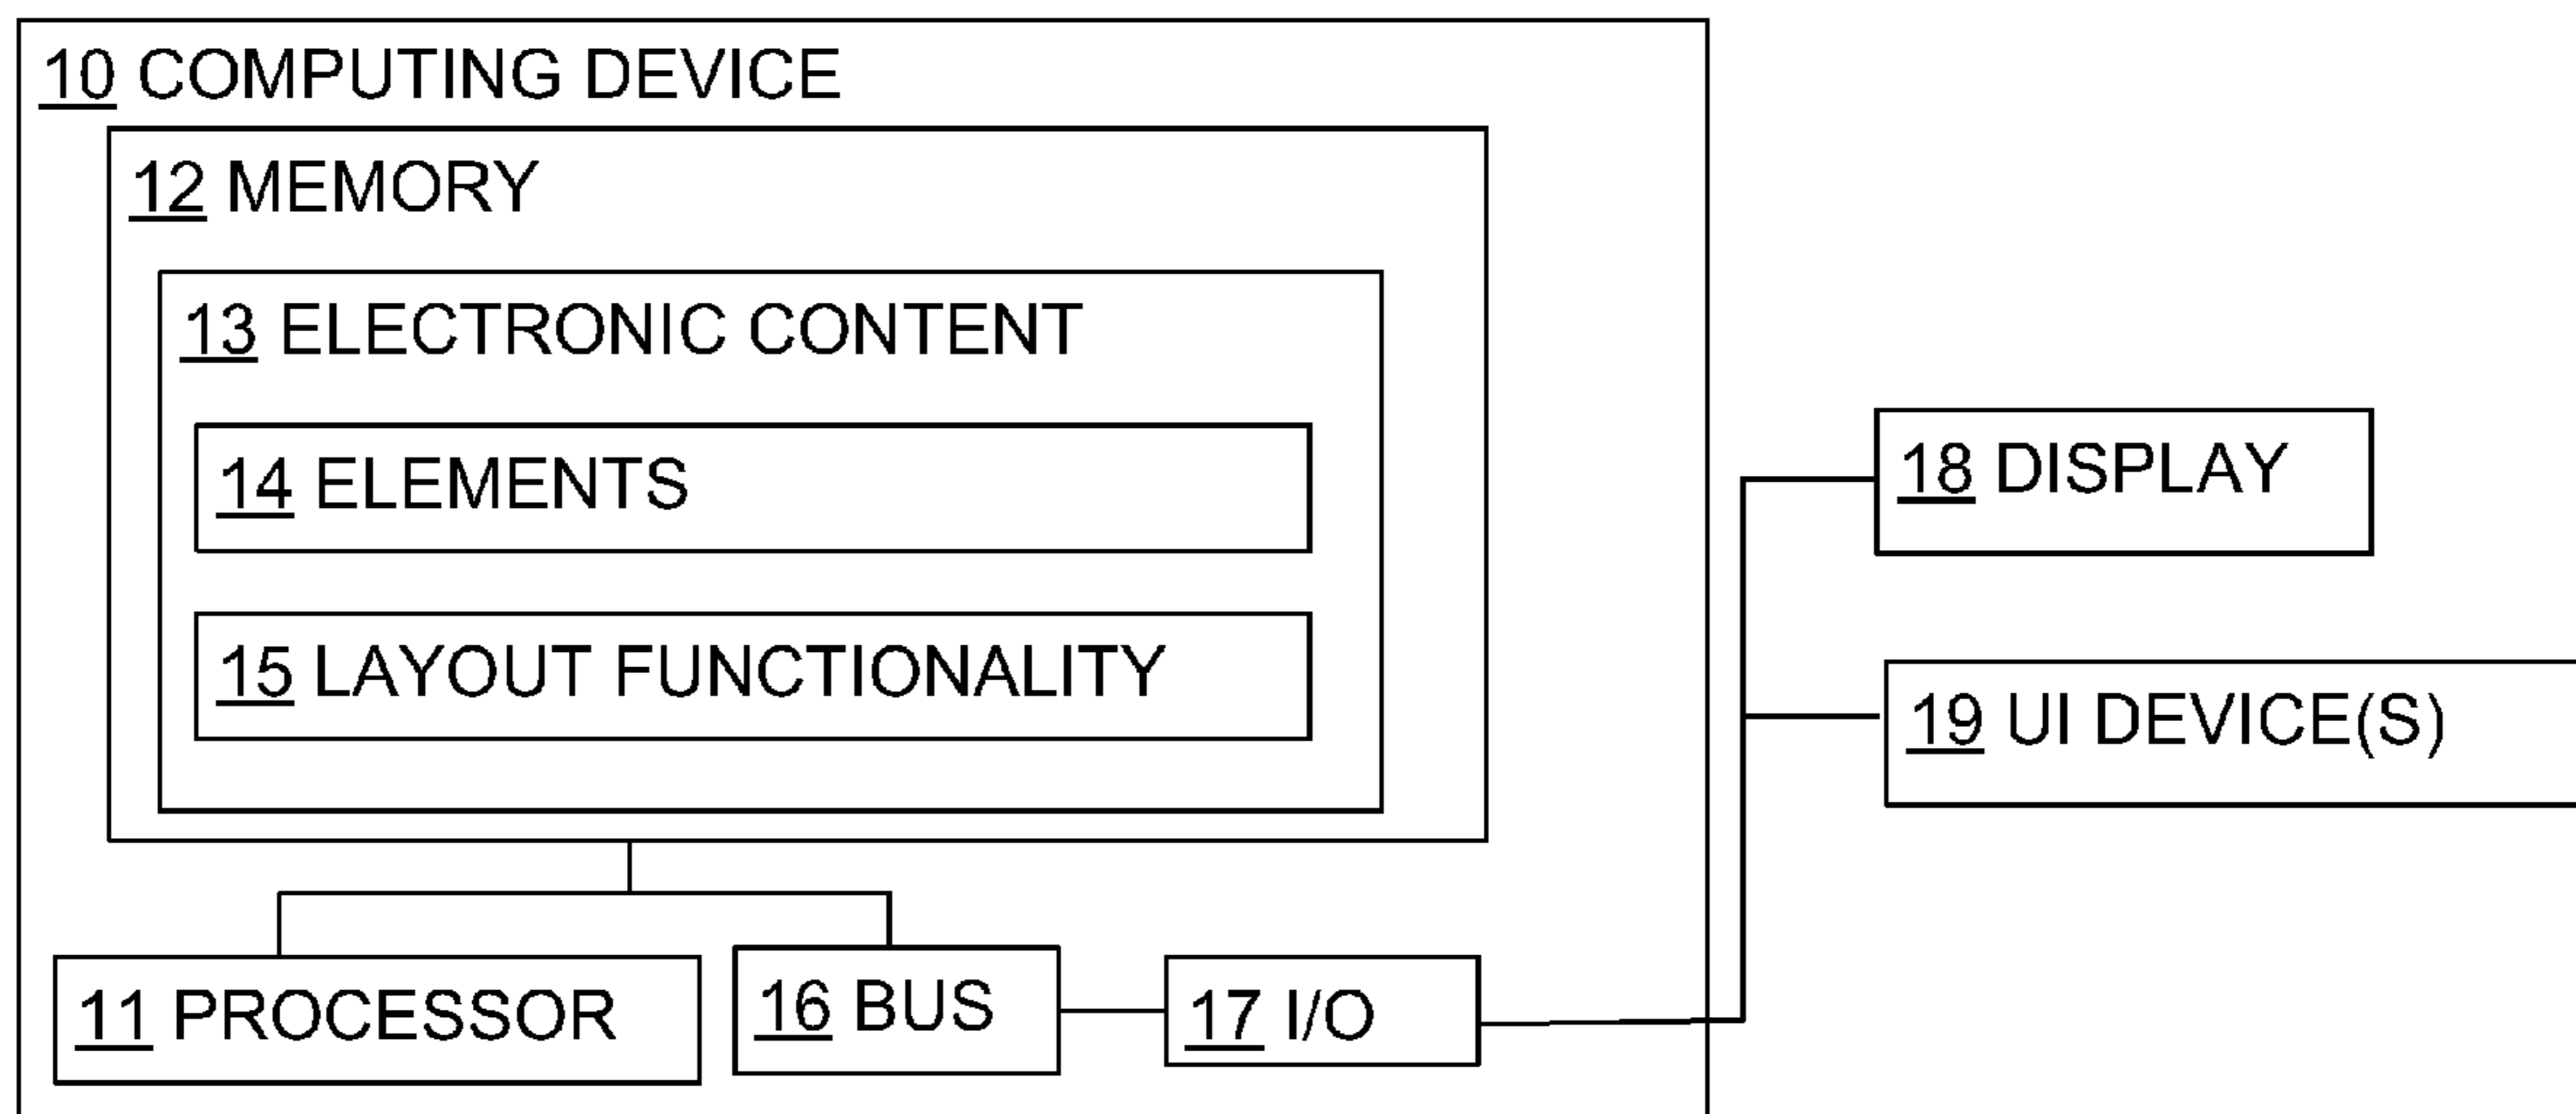 10 COMPUTING DEVICE
12 MEMORY
13 ELECTRONIC CONTENT
14 ELEMENTS
15 LAYOUT FUNCTIONALITY
11 PROCESSOR
16 BUS
17 I/O
18 DISPLAY
19 UI DEVICE(S)